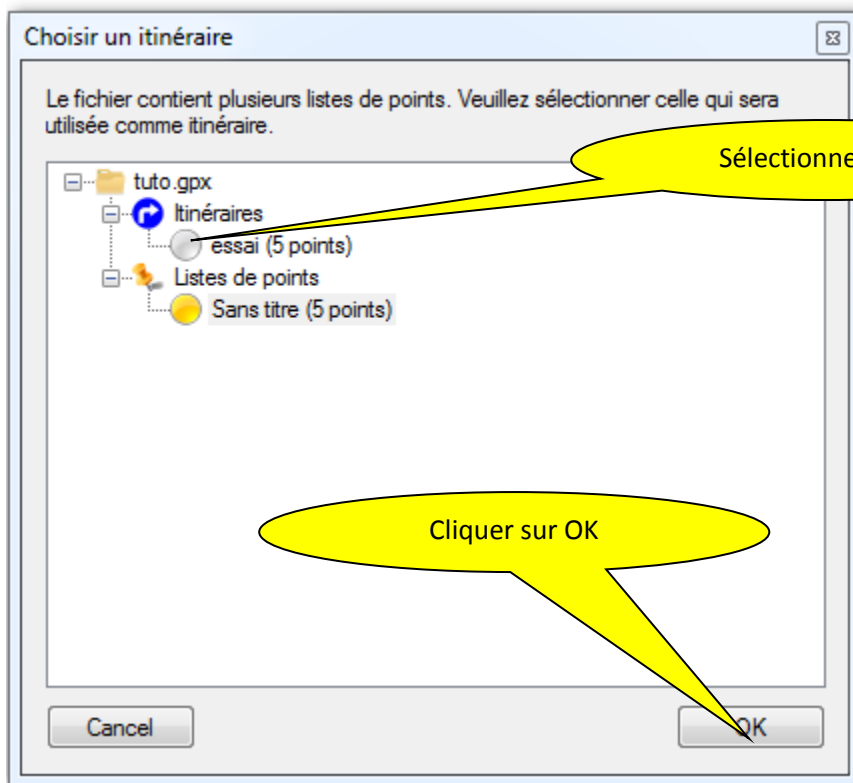 Choisir un itinéraire
Le fichier contient plusieurs listes de points. Veuillez sélectionner celle qui sera
utilisée comme itinéraire.
Sélectionne
tuto.gpx
Itinéraires
essai (5 points)
Listes de points
Sans titre (5 points)
Cliquer sur OK
Cancel
OK